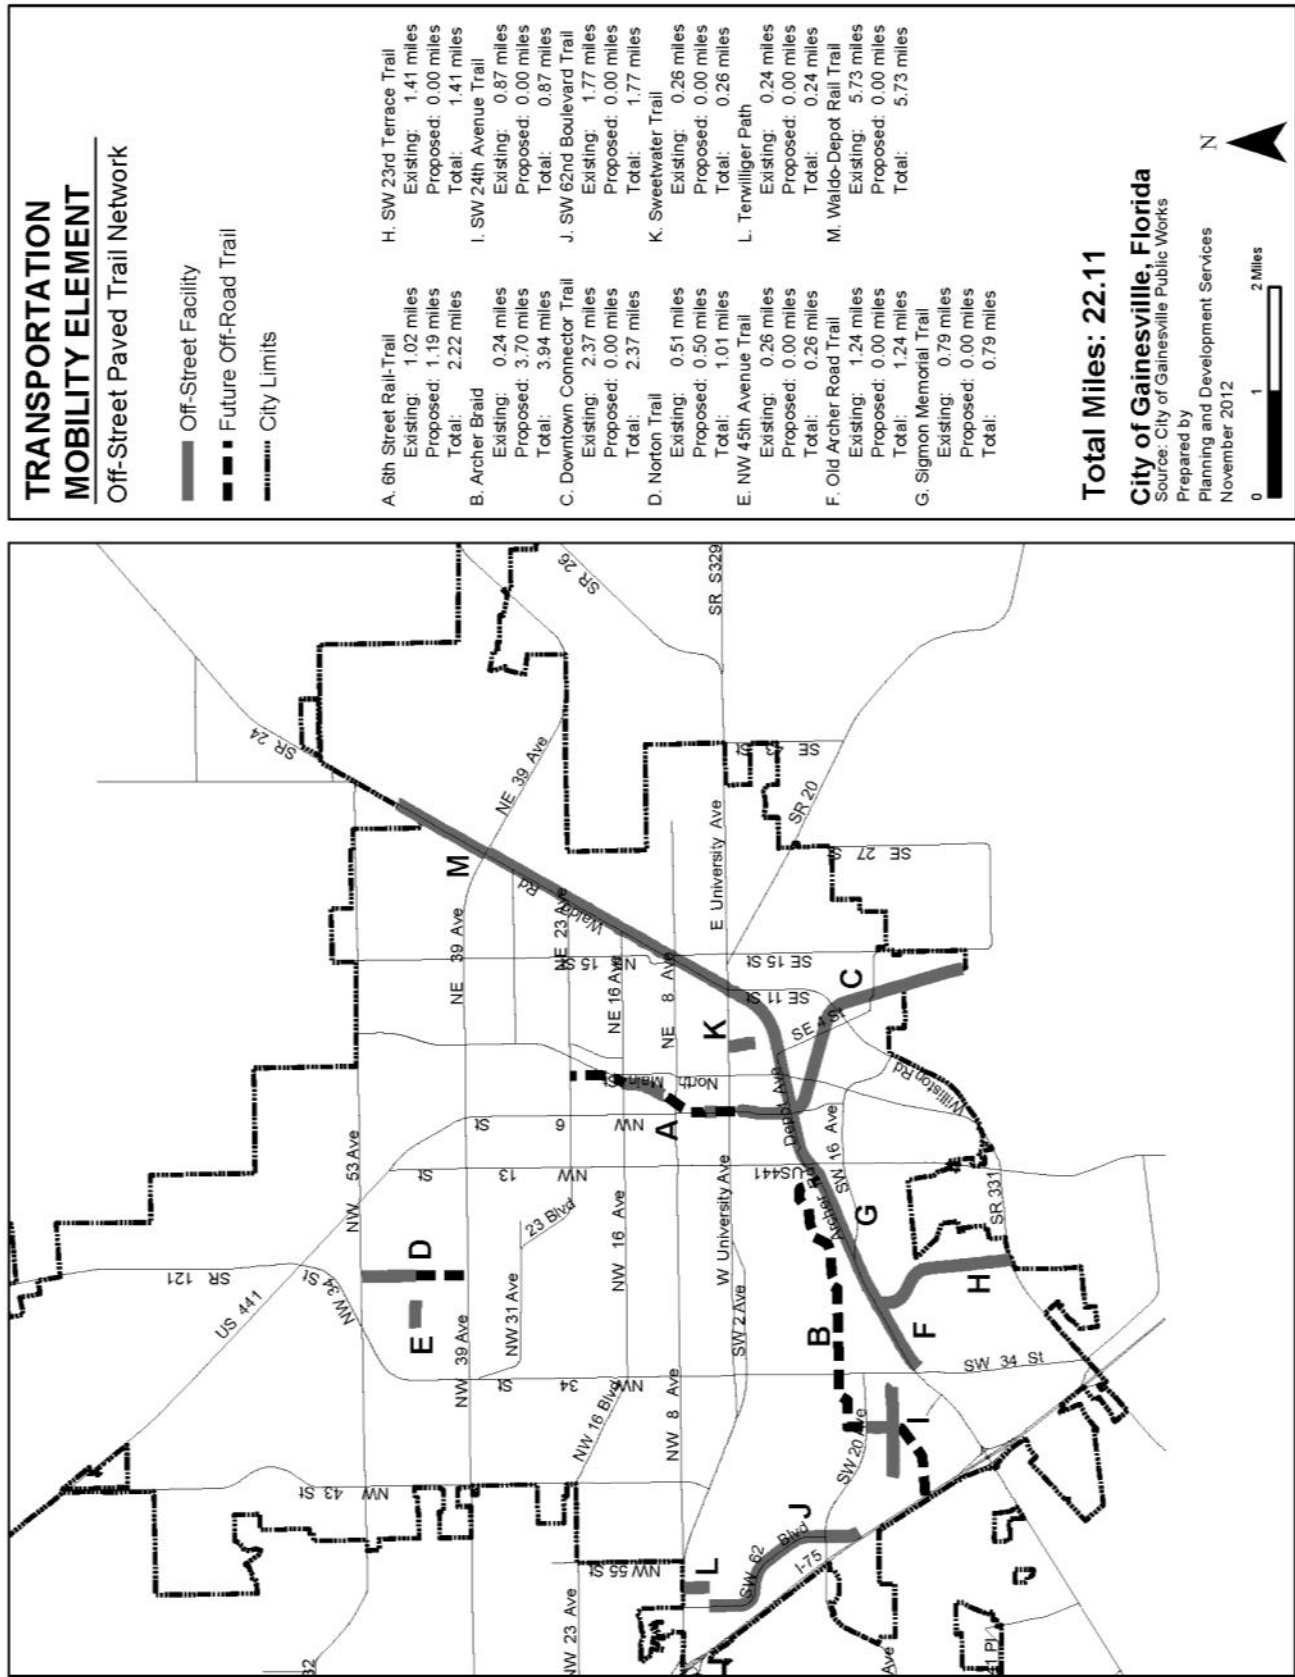 TRANSPORTATION
MOBILITY ELEMENT
Off-Street Paved Trail Network
Off-Street Facility
Future Off-Road Trail
City Limits
A. 6th Street Rail-Trail
Existing: 1.02 miles
Proposed: 1.19 miles
Total: 2.22 miles
B. Archer Braid
Existing: 0.24 miles
Proposed: 3.70 miles
Total: 3.94 miles
C. Downtown Connector Trail
Existing: 2.37 miles
Proposed: 0.00 miles
Total: 2.37 miles
D. Norton Trail
Existing: 0.51 miles
Proposed: 0.50 miles
Total: 1.01 miles
E. NW 45th Avenue Trail
Existing: 0.26 miles
Proposed: 0.00 miles
Total: 0.26 miles
F. Old Archer Road Trail
Existing: 1.24 miles
Proposed: 0.00 miles
Total: 1.24 miles
G. Sigmon Memorial Trail
Existing: 0.79 miles
Proposed: 0.00 miles
Total: 0.79 miles
H. SW 23rd Terrace Trail
Existing: 1.41 miles
Proposed: 0.00 miles
Total: 1.41 miles
I. SW 24th Avenue Trail
Existing: 0.87 miles
Proposed: 0.00 miles
Total: 0.87 miles
J. SW 62nd Boulevard Trail
Existing: 1.77 miles
Proposed: 0.00 miles
Total: 1.77 miles
K. Sweetwater Trail
Existing: 0.26 miles
Proposed: 0.00 miles
Total: 0.26 miles
L. Terwilliger Path
Existing: 0.24 miles
Proposed: 0.00 miles
Total: 0.24 miles
M. Waldo-Depot Rail Trail
Existing: 5.73 miles
Proposed: 0.00 miles
Total: 5.73 miles
Total Miles: 22.11
City of Gainesvillle, Florida
Source: City of Gainesville Public Works
Prepared by
Planning and Development Services
November 2012
N
0 1 2 Miles
SR 121
US 441
NW 34 St
NW 53 Ave
SR 24
NW 43 St
NW 39 Ave
E
D
NW 13 St
NW 6 St
NE 39 Ave
M
NE 39 Ave
NW 31 Ave
23 Blvd
Waldo Rd
NE 23 Ave
NE 15 St
NW 34 St
NW 16 Blvd
NW 16 Ave
NE 16 Ave
SR 26
NW 23 Ave
NW 55 St
NW 8 Ave
A
North Main St
NE 8 Ave
L
SW 62 Blvd
J
I-75
SW 2 Ave
W University Ave
K
E University Ave
SR S329
SE 43 St
US441
Depot Ave
SE 11 St
SE 15 St
SR 20
B
Archer Rd
SW 16 Ave
SE 4 St
C
SE 27 S
SW 20 Ave
I
F
G
H
Williston Rd
SR 331
SW 34 St
32
Ave
41 Pl